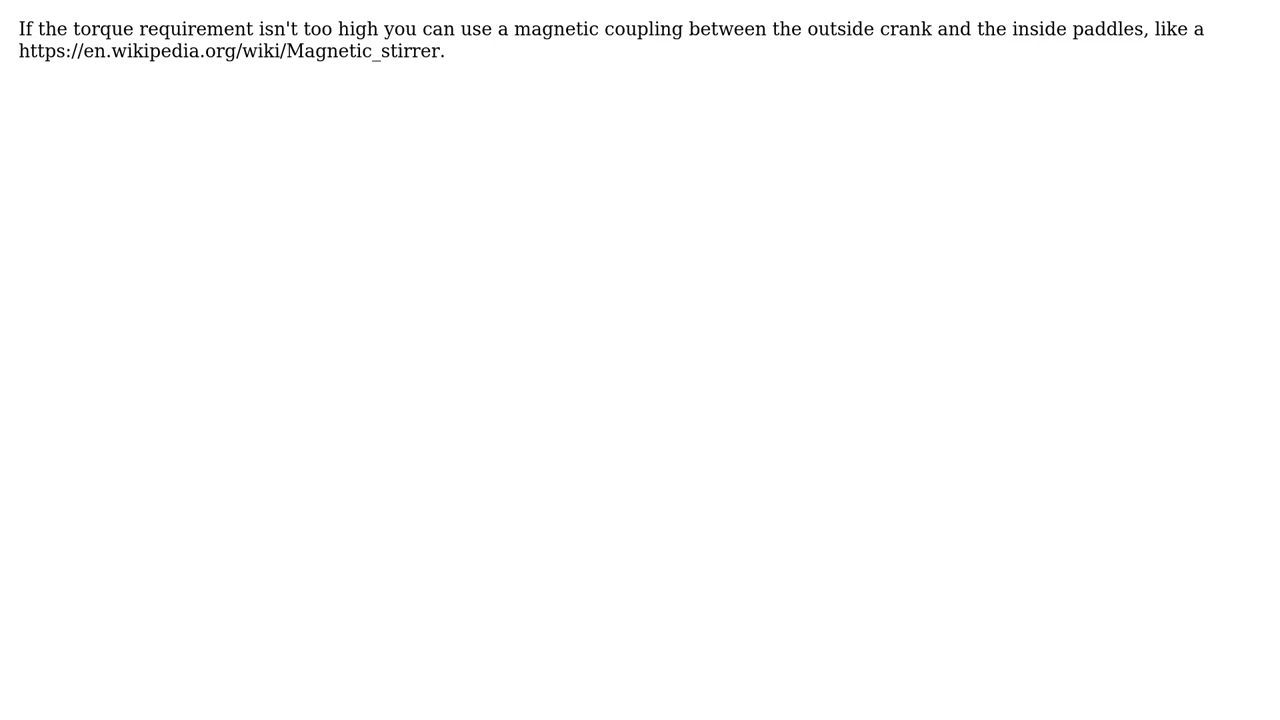 If the torque requirement isn't too high you can use a magnetic coupling between the outside crank and the inside paddles, like a
https://en.wikipedia.org/wiki/Magnetic_stirrer.